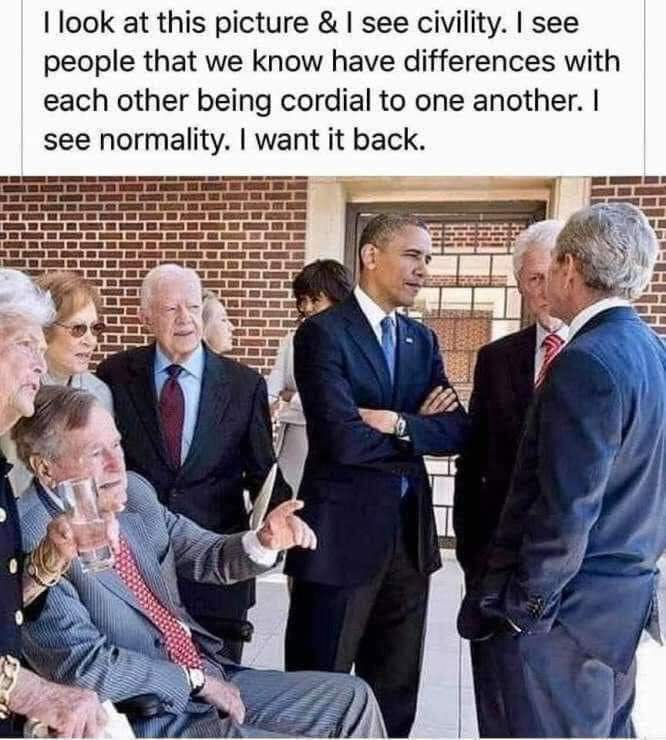 I look at this picture & I see civility. I see
people that we know have differences with
each other being cordial to one another. I
see normality. I want it back.